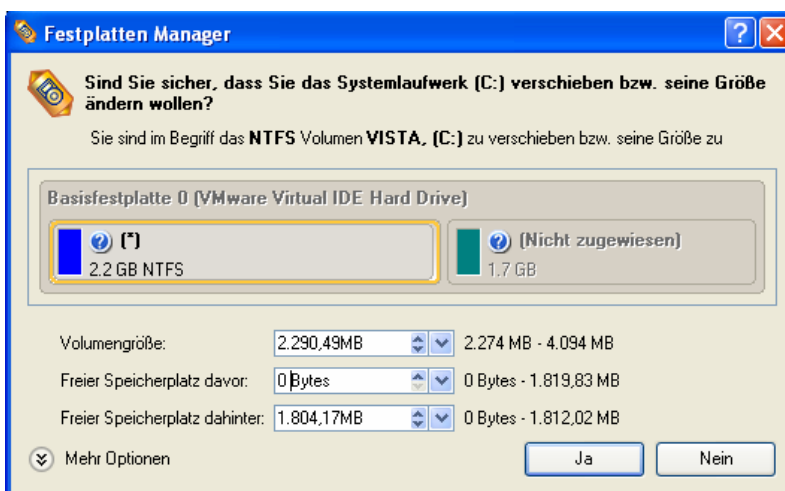 Festplatten Manager
Sind Sie sicher, dass Sie das Systemlaufwerk (C:) verschieben bzw. seine Größe
ändern wollen?
Sie sind im Begriff das NTFS Volumen VISTA, (C:) zu verschieben bzw. seine Größe zu
Basisfestplatte 0 (VMware Virtual IDE Hard Drive)
(*)
2.2 GB NTFS
(Nicht zugewiesen)
1.7 GB
Volumengröße: 2.290,49MB 2.274 MB - 4.094 MB
Freier Speicherplatz davor: 0 Bytes 0 Bytes - 1.819,83 MB
Freier Speicherplatz dahinter: 1.804,17MB 0 Bytes - 1.812,02 MB
Mehr Optionen Ja Nein